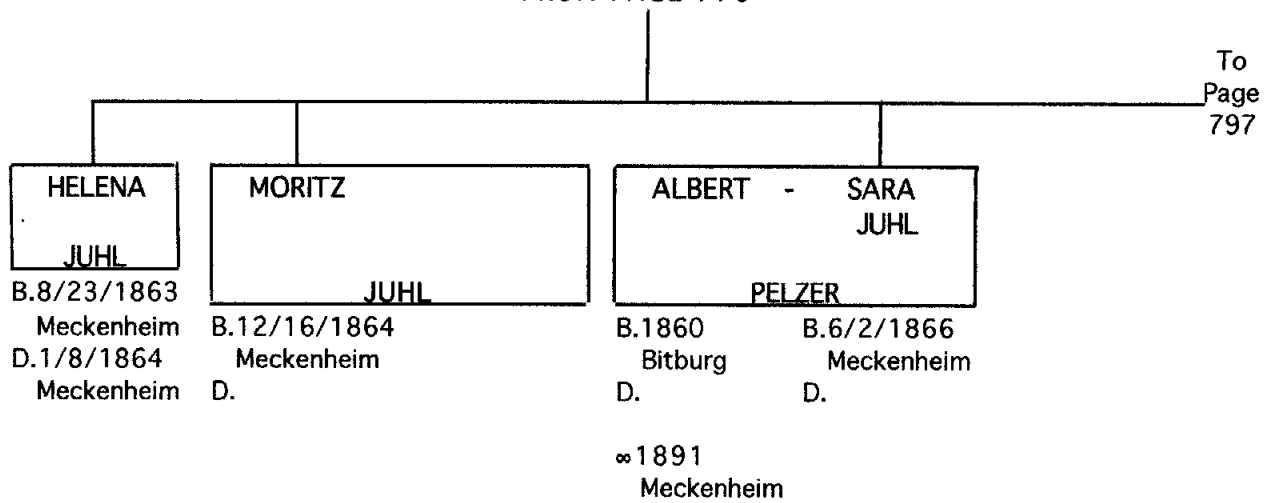 To
Page
797
HELENA
JUHL
B.8/23/1863
Meckenheim
D.1/8/1864
Meckenheim
MORITZ
JUHL
B.12/16/1864
Meckenheim
D.
ALBERT - SARA
JUHL
PELZER
B.1860 B.6/2/1866
Bitburg Meckenheim
D. D.
∞1891
Meckenheim